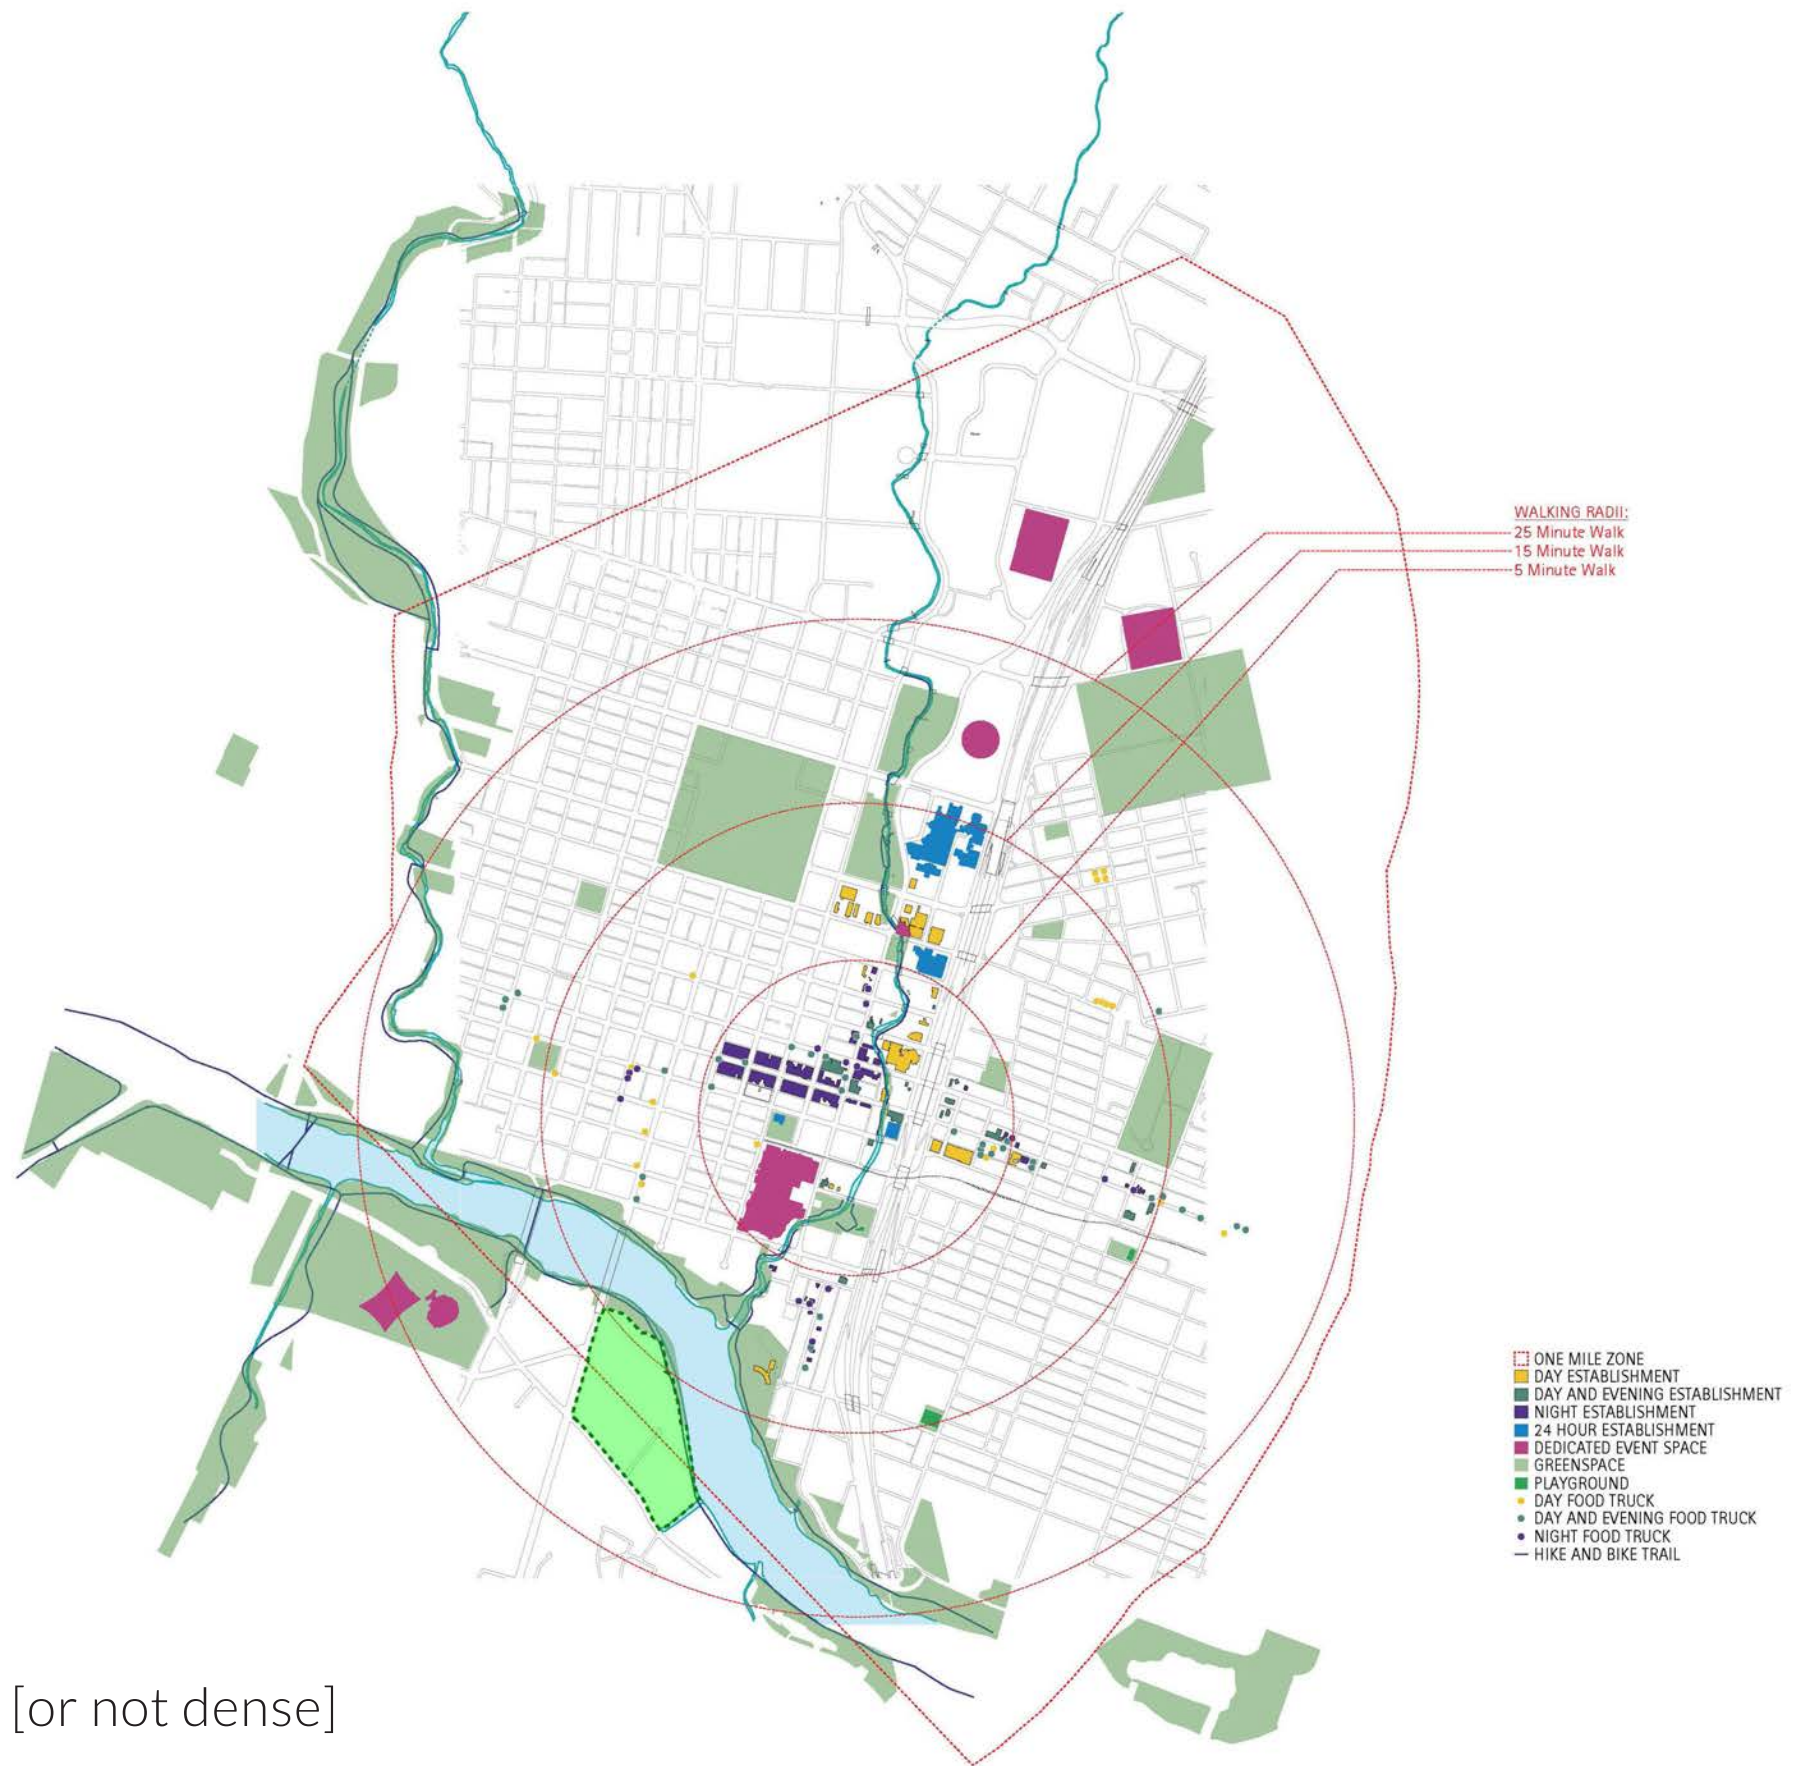 WALKING RADII:
25 Minute Walk
15 Minute Walk
5 Minute Walk
ONE MILE ZONE
DAY ESTABLISHMENT
DAY AND EVENING ESTABLISHMENT
NIGHT ESTABLISHMENT
24 HOUR ESTABLISHMENT
DEDICATED EVENT SPACE
GREENSPACE
PLAYGROUND
DAY FOOD TRUCK
DAY AND EVENING FOOD TRUCK
NIGHT FOOD TRUCK
HIKE AND BIKE TRAIL
[or not dense]